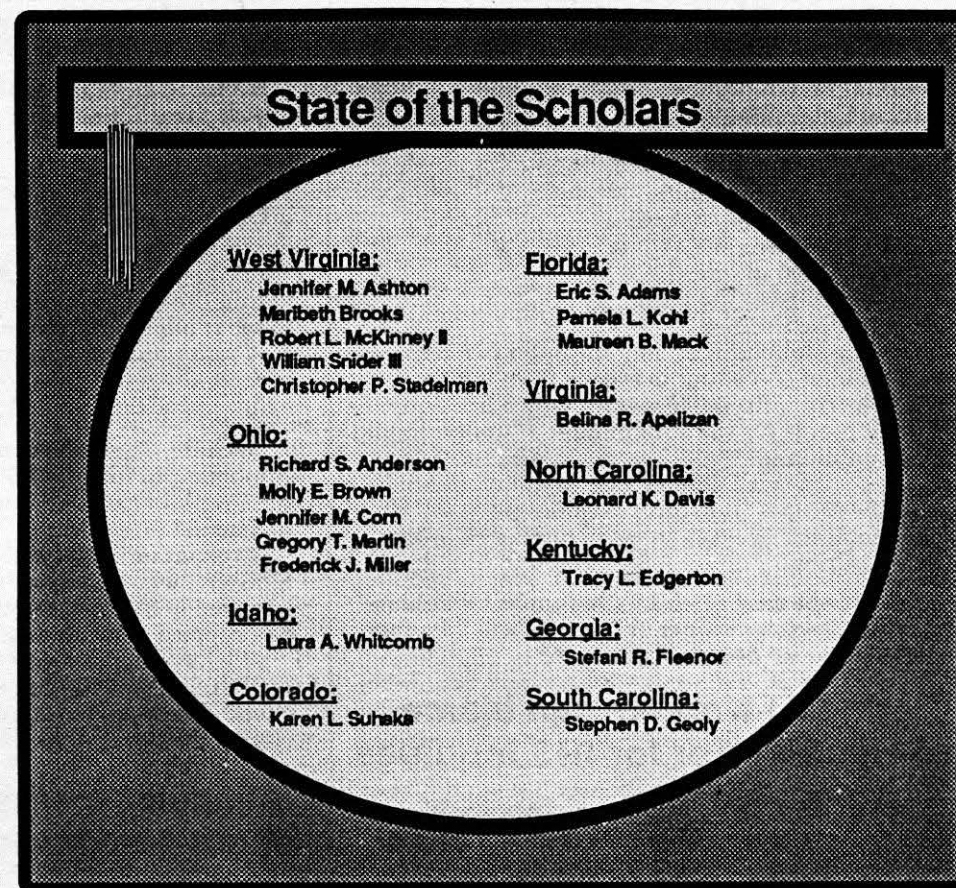 State of the Scholars
West Virginia:
Jennifer M. Ashton
Maribeth Brooks
Robert L. McKinney II
William Snider III
Christopher P. Stadelman
Ohio:
Richard S. Anderson
Molly E. Brown
Jennifer M. Corn
Gregory T. Martin
Frederick J. Miller
Idaho:
Laura A. Whitcomb
Colorado:
Karen L. Suhaka
Florida:
Eric S. Adams
Pamela L. Kohl
Maureen B. Mack
Virginia:
Belina R. Apelizan
North Carolina:
Leonard K. Davis
Kentucky:
Tracy L. Edgerton
Georgia:
Stefani R. Fleenor
South Carolina:
Stephen D. Geoly